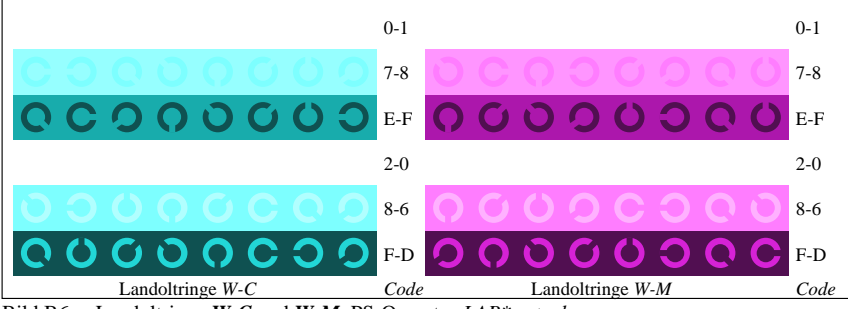 0-1 0-1
7-8 7-8
E-F E-F
2-0 2-0
8-6 8-6
F-D F-D
Landoltringe W-C Code Landoltringe W-M Code